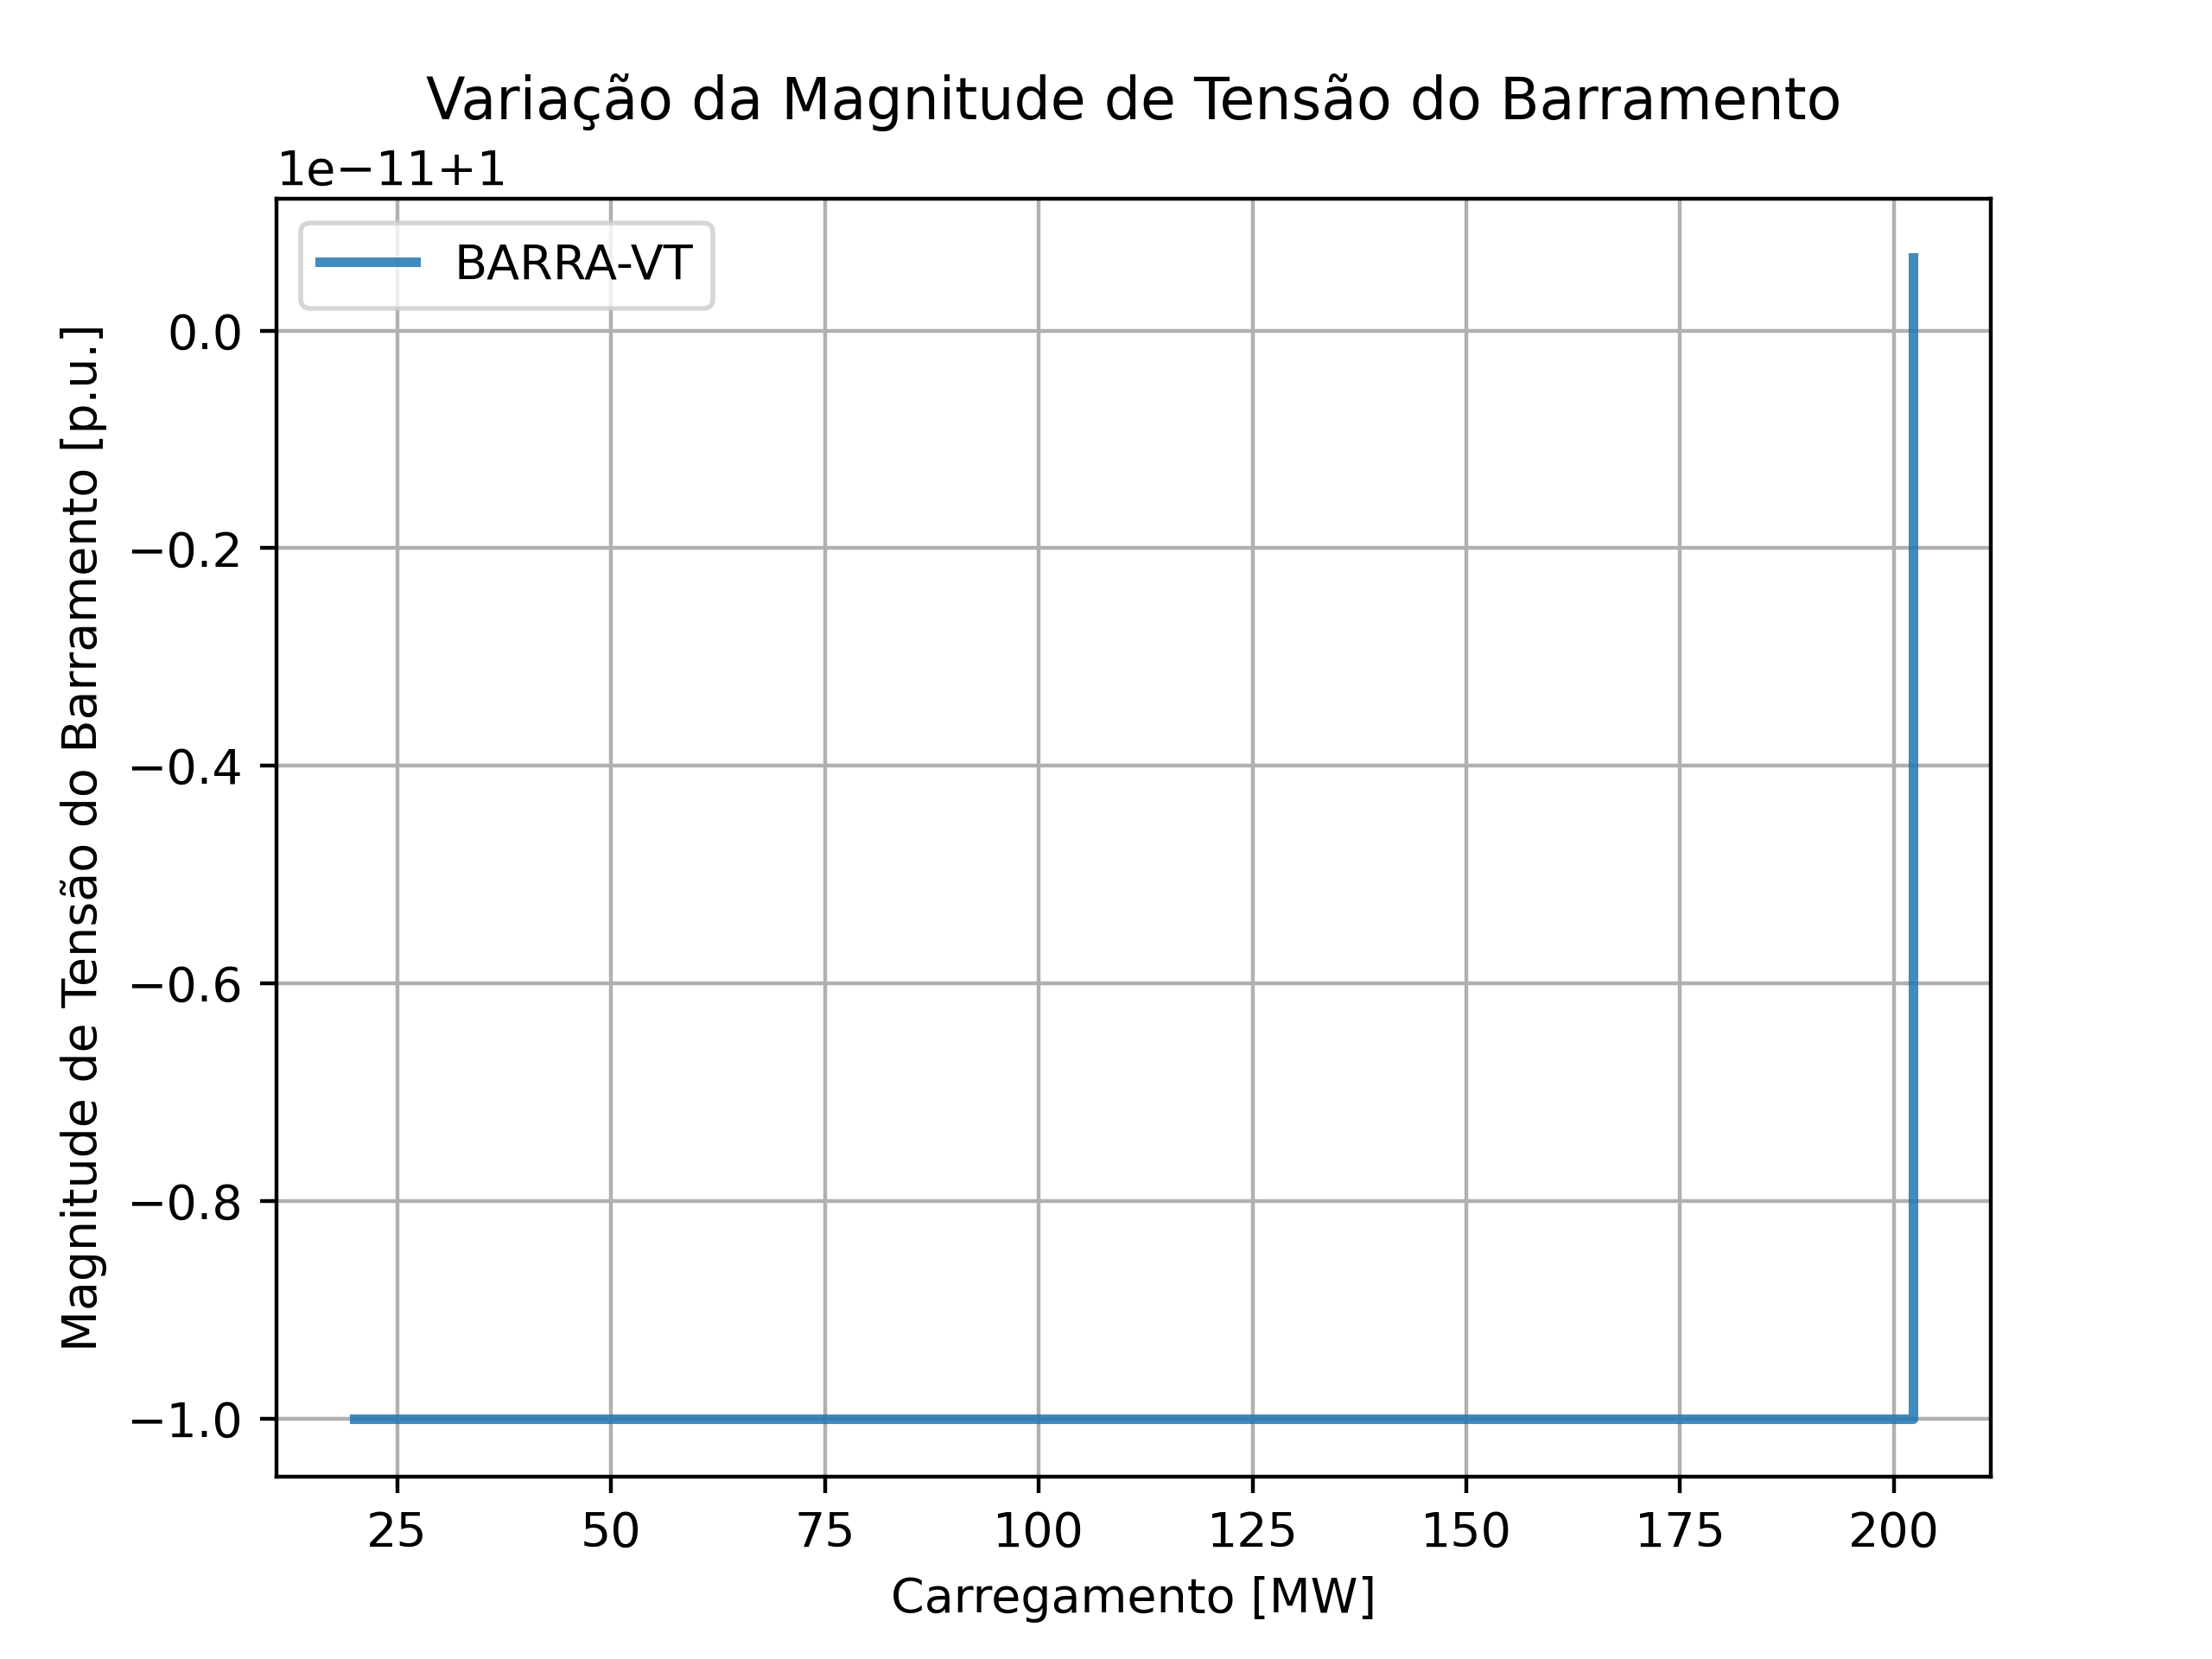 Variação da Magnitude de Tensão do Barramento
1e−11+1
BARRA-VT
Magnitude de Tensão do Barramento [p.u.]
0.0
−0.2
−0.4
−0.6
−0.8
−1.0
25 50 75 100 125 150 175 200
Carregamento [MW]